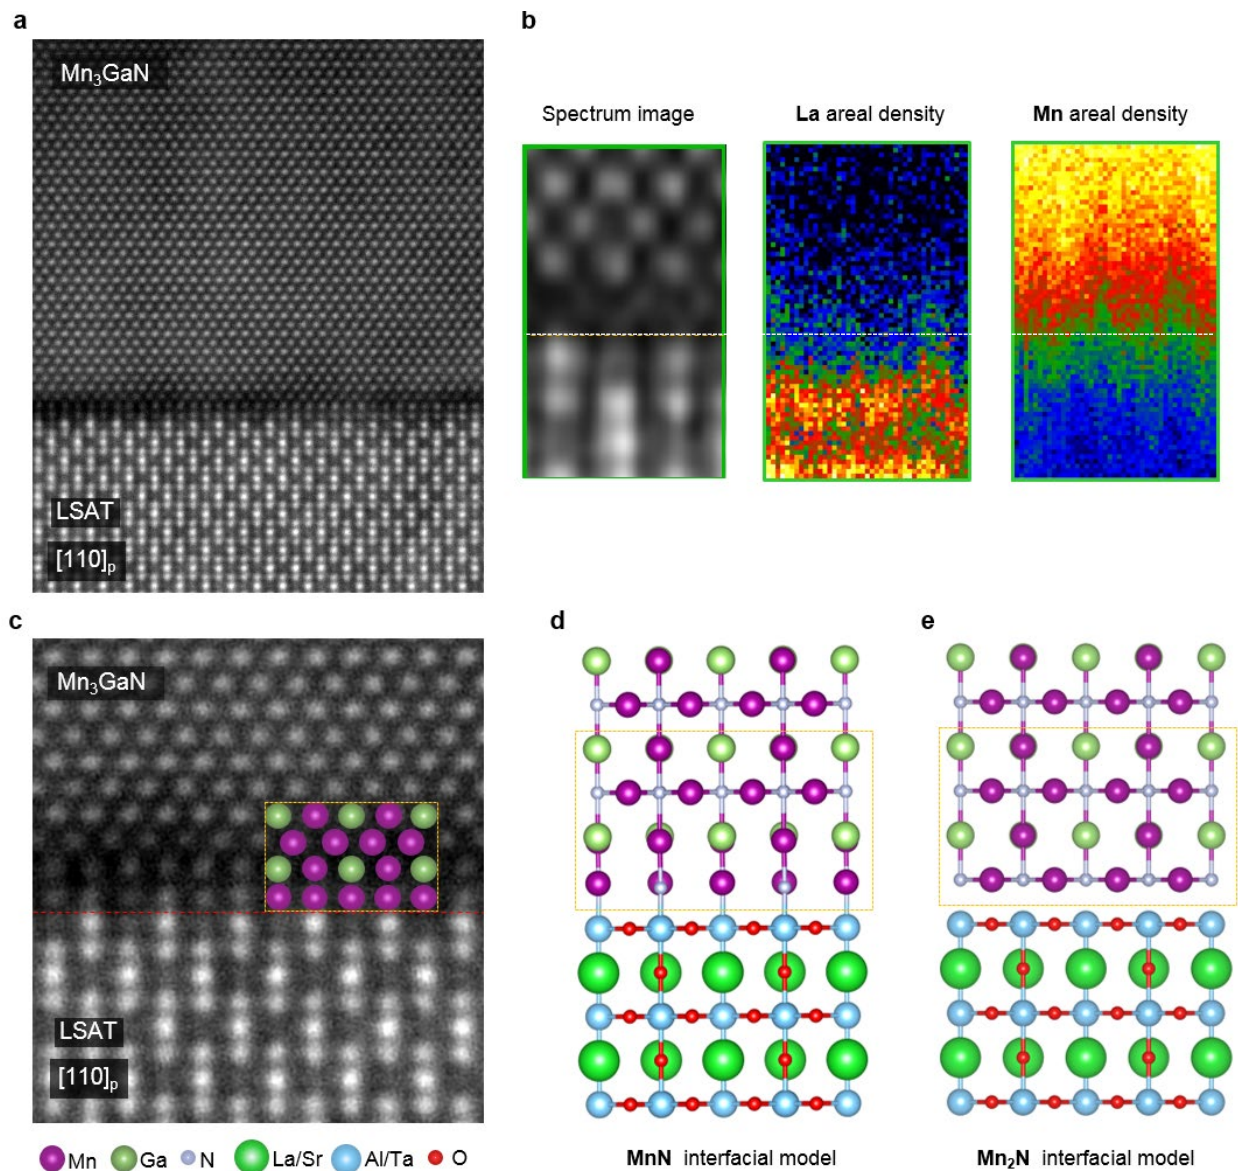 a
Mn₃GaN
LSAT
[110]ₚ
b
Spectrum image
La areal density
Mn areal density
c
Mn₃GaN
LSAT
[110]ₚ
d
e
Mn Ga N La/Sr Al/Ta O
MnN interfacial model
Mn₂N interfacial model